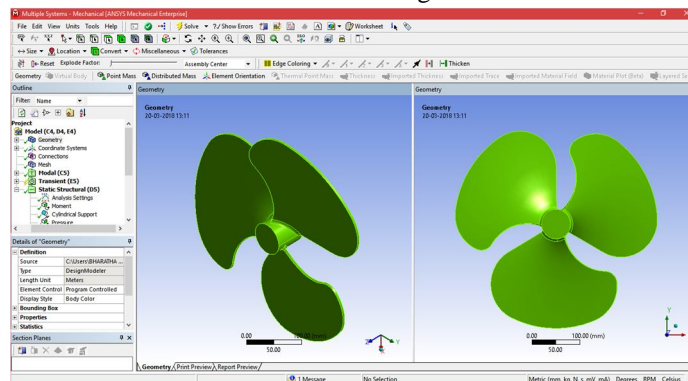 Multiple Systems - Mechanical [ANSYS Mechanical Enterprise]
File Edit View Units Tools Help Solve ?/ Show Errors Worksheet
Size Location Convert Miscellaneous Tolerances
Reset Explode Factor: Assembly Center Edge Coloring Thicken
Geometry Virtual Body Point Mass Distributed Mass Element Orientation Thermal Point Mass Thickness Imported Thickness Imported Trace Imported Material Field Material Plot (Beta) Layered Se
Outline
Filter: Name
Project
Model (C4, D4, E4)
Geometry
Coordinate Systems
Connections
Mesh
Modal (C5)
Transient (E5)
Static Structural (D5)
Analysis Settings
Moment
Cylindrical Support
Pressure
Details of "Geometry"
Definition
Source C:\Users\BHARATHA ...
Type DesignModeler
Length Unit Meters
Element Control Program Controlled
Display Style Body Color
Bounding Box
Properties
Statistics
Section Planes
Geometry
Geometry
20-03-2018 13:11
0.00 100.00 (mm)
50.00
Z X Y
Geometry
Geometry
20-03-2018 13:11
0.00 100.00 (mm)
50.00
Y
Z
Geometry Print Preview Report Preview
1 Message No Selection Metric (mm, kg, N, s, mV, mA) Degrees RPM Celsius